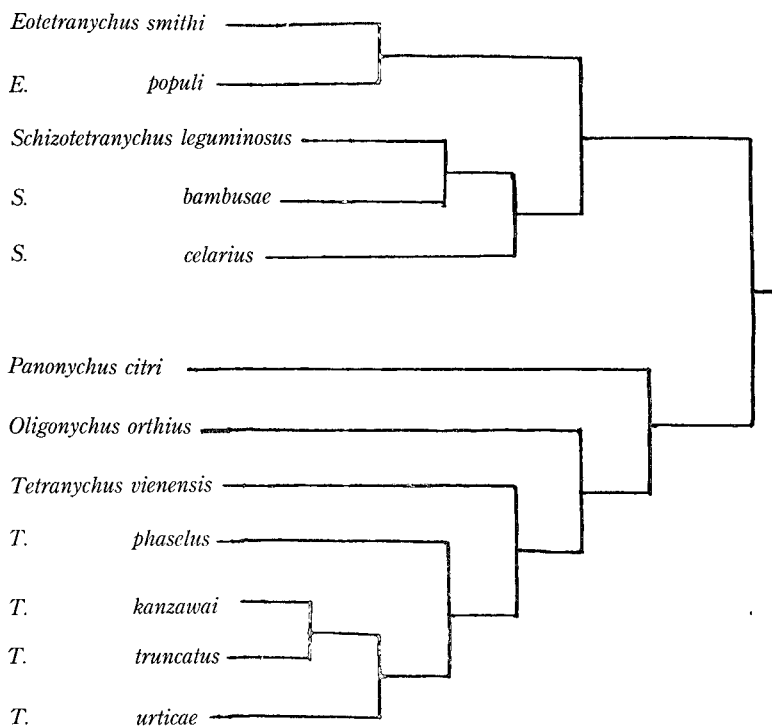 Eotetranychus smithi
E. populi
Schizotetranychus leguminosus
S. bambusae
S. celarius
Panonychus citri
Oligonychus orthius
Tetranychus vienensis
T. phaselus
T. kanzawai
T. truncatus
T. urticae